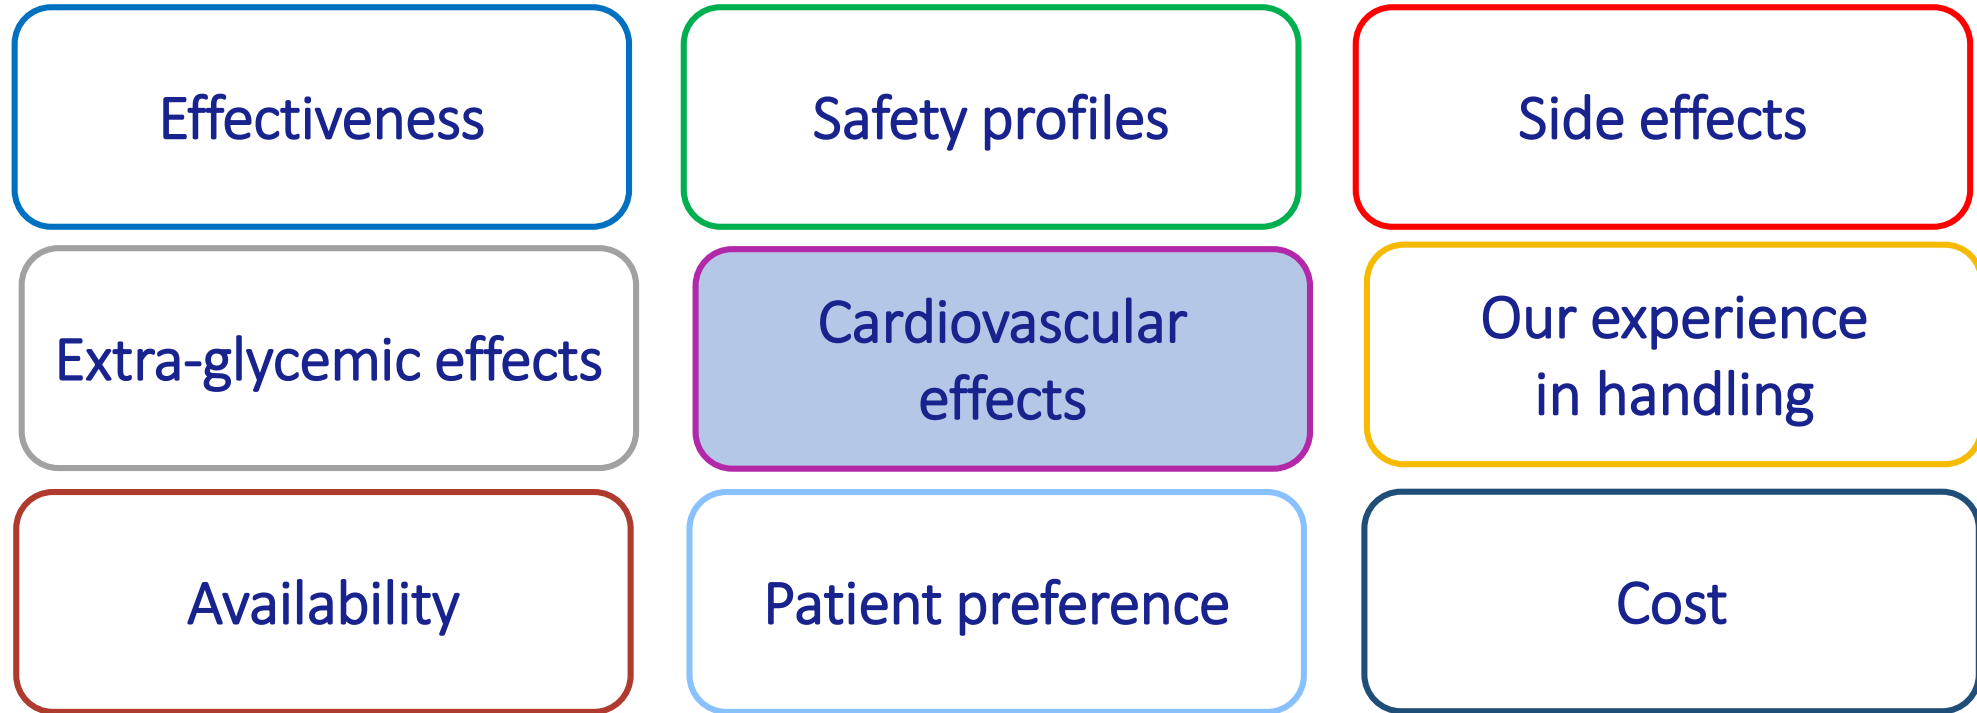 Effectiveness
Safety profiles
Side effects
Extra-glycemic effects
Cardiovascular
effects
Our experience
in handling
Availability
Patient preference
Cost